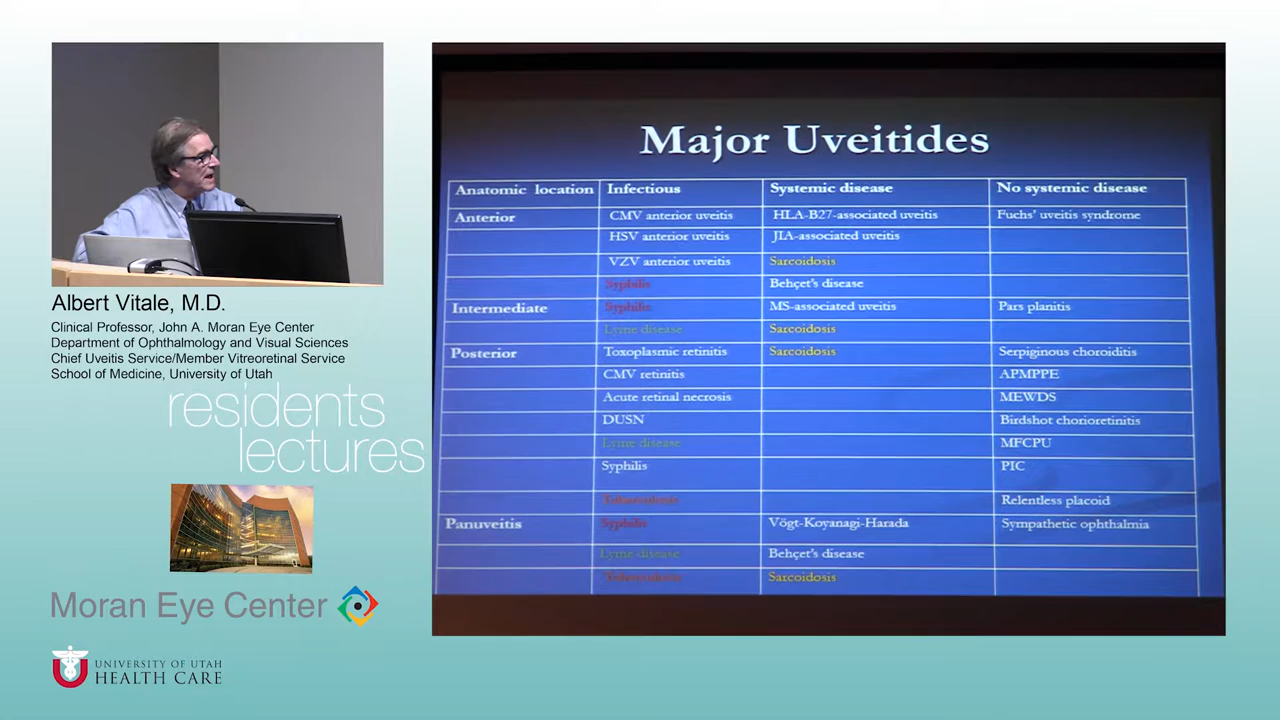 Albert Vitale, M.D.
Clinical Professor, John A. Moran Eye Center
Department of Ophthalmology and Visual Sciences
Chief Uveitis Service/Member Vitreoretinal Service
School of Medicine, University of Utah
residents
lectures
Moran Eye Center
UNIVERSITY OF UTAH
HEALTH CARE
Major Uveitides
Anatomic location Infectious Systemic disease No systemic disease
Anterior CMV anterior uveitis HLA-B27-associated uveitis Fuchs' uveitis syndrome
HSV anterior uveitis JIA-associated uveitis
VZV anterior uveitis Sarcoidosis
Syphilis Behçet's disease
Intermediate Syphilis MS-associated uveitis Pars planitis
Lyme disease Sarcoidosis
Posterior Toxoplasmic retinitis Sarcoidosis Serpiginous choroiditis
CMV retinitis APMPPE
Acute retinal necrosis MEWDS
DUSN Birdshot chorioretinitis
Lyme disease MFCPU
Syphilis PIC
Tuberculosis Relentless placoid
Panuveitis Syphilis Vögt-Koyanagi-Harada Sympathetic ophthalmia
Lyme disease Behçet's disease
Tuberculosis Sarcoidosis